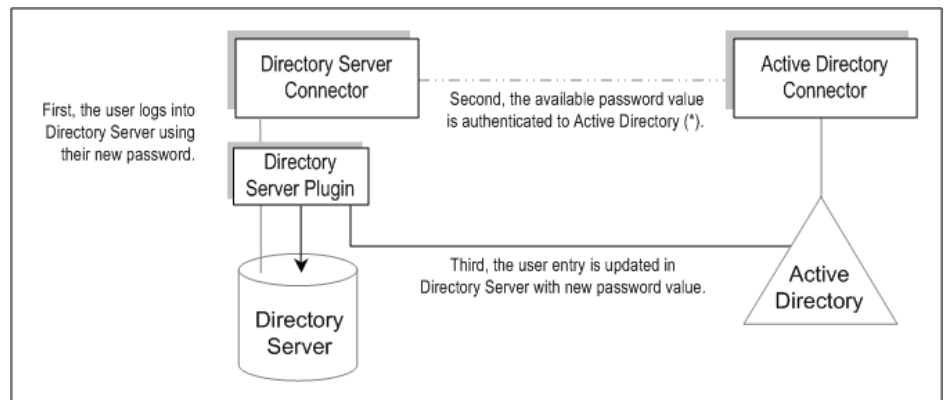 Directory Server
Connector
Active Directory
Connector
First, the user logs into
Directory Server using
their new password.
Second, the available password value
is authenticated to Active Directory (*).
Directory
Server Plugin
Third, the user entry is updated in
Directory Server with new password value.
Active
Directory
Directory
Server